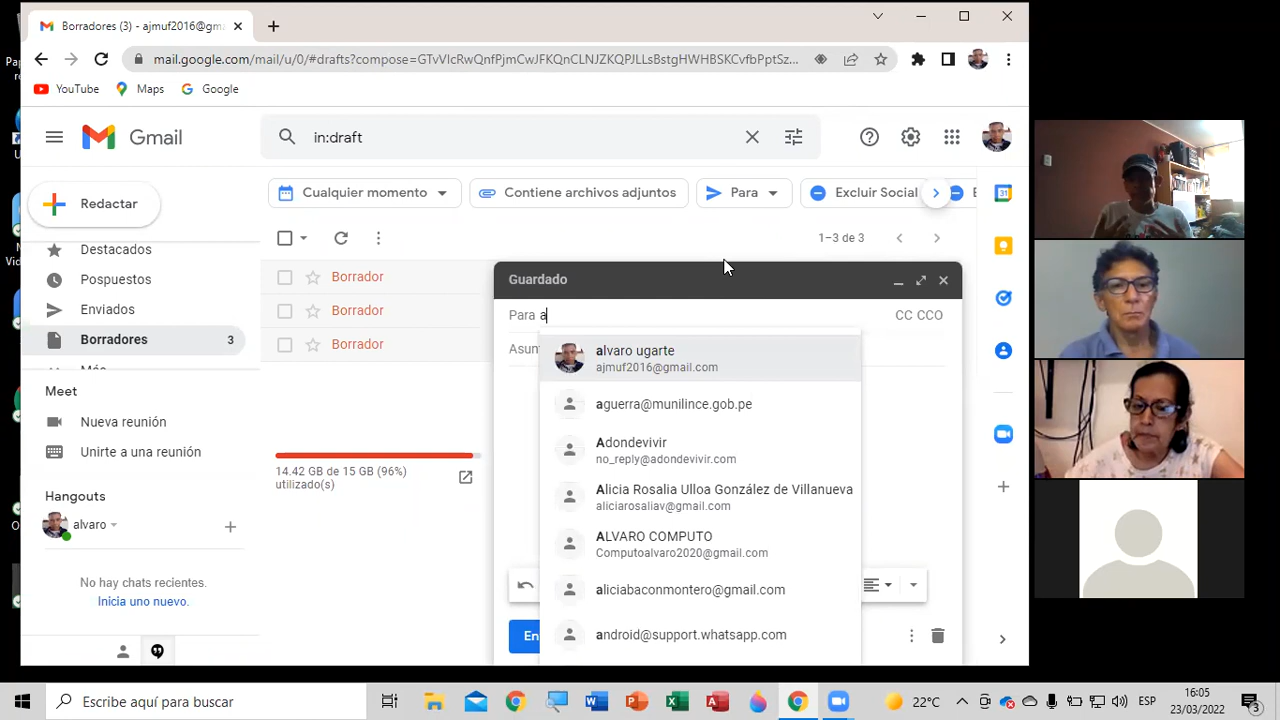 Borradores (3) - ajmuf2016@gma
mail.google.com/mail/u/0/#drafts?compose=GTvVlcRwQnfPjmCwJFKQnCLNJZKQPJLLsBstgHWHBSKCvfbPptSz...
YouTube
Maps
Google
Gmail
in:draft
Redactar
Cualquier momento
Contiene archivos adjuntos
Para
Excluir Social
Destacados
Pospuestos
Enviados
Borradores 3
1–3 de 3
Borrador
Borrador
Borrador
Guardado
Para a
CC CCO
Asun
alvaro ugarte
ajmuf2016@gmail.com
aguerra@munilince.gob.pe
Adondevivir
no_reply@adondevivir.com
Alicia Rosalia Ulloa González de Villanueva
aliciarosaliav@gmail.com
ALVARO COMPUTO
Computoalvaro2020@gmail.com
aliciabaconmontero@gmail.com
android@support.whatsapp.com
En
Meet
Nueva reunión
Unirte a una reunión
14.42 GB de 15 GB (96%)
utilizado(s)
Hangouts
alvaro
No hay chats recientes.
Inicia uno nuevo.
Escribe aquí para buscar
22°C
ESP
16:05
23/03/2022
3